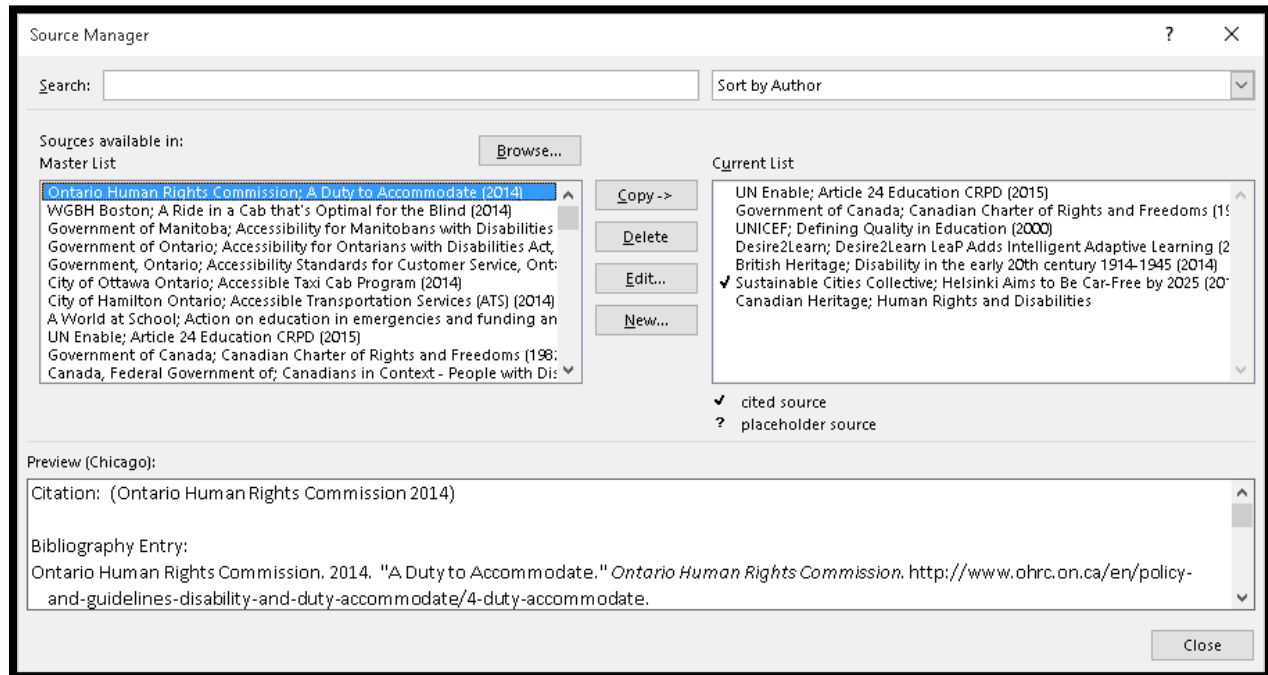 Source Manager ?
Search: Sort by Author
Sources available in:
Master List
Browse...
Current List
Ontario Human Rights Commission; A Duty to Accommodate (2014)
WGBH Boston; A Ride in a Cab that's Optimal for the Blind (2014)
Government of Manitoba; Accessibility for Manitobans with Disabilities
Government of Ontario; Accessibility for Ontarians with Disabilities Act,
Government, Ontario; Accessibility Standards for Customer Service, Ont
City of Ottawa Ontario; Accessible Taxi Cab Program (2014)
City of Hamilton Ontario; Accessible Transportation Services (ATS) (2014)
A World at School; Action on education in emergencies and funding an
UN Enable; Article 24 Education CRPD (2015)
Government of Canada; Canadian Charter of Rights and Freedoms (198
Canada, Federal Government of; Canadians in Context - People with Dis
Copy ->
Delete
Edit...
New...
UN Enable; Article 24 Education CRPD (2015)
Government of Canada; Canadian Charter of Rights and Freedoms (19
UNICEF; Defining Quality in Education (2000)
Desire2Learn; Desire2Learn LeaP Adds Intelligent Adaptive Learning (2
British Heritage; Disability in the early 20th century 1914-1945 (2014)
✔ Sustainable Cities Collective; Helsinki Aims to Be Car-Free by 2025 (20
Canadian Heritage; Human Rights and Disabilities
✔ cited source
? placeholder source
Preview (Chicago):
Citation: (Ontario Human Rights Commission 2014)
Bibliography Entry:
Ontario Human Rights Commission. 2014. "A Duty to Accommodate." Ontario Human Rights Commission. http://www.ohrc.on.ca/en/policy-
and-guidelines-disability-and-duty-accommodate/4-duty-accommodate.
Close